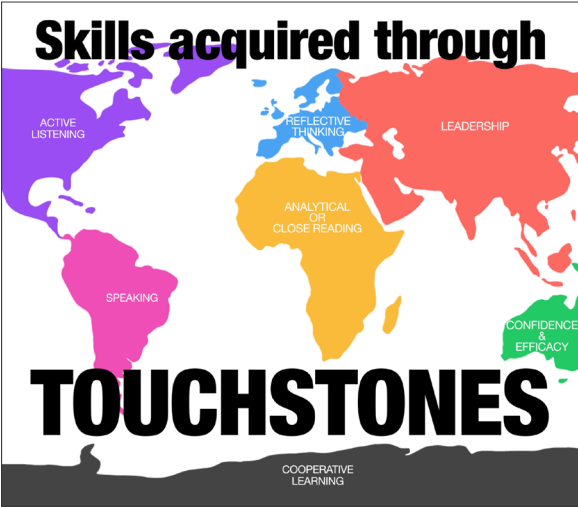 Skills acquired through
ACTIVE
LISTENING
REFLECTIVE
THINKING
LEADERSHIP
ANALYTICAL
OR
CLOSE READING
SPEAKING
CONFIDENCE
&
EFFICACY
TOUCHSTONES
COOPERATIVE
LEARNING